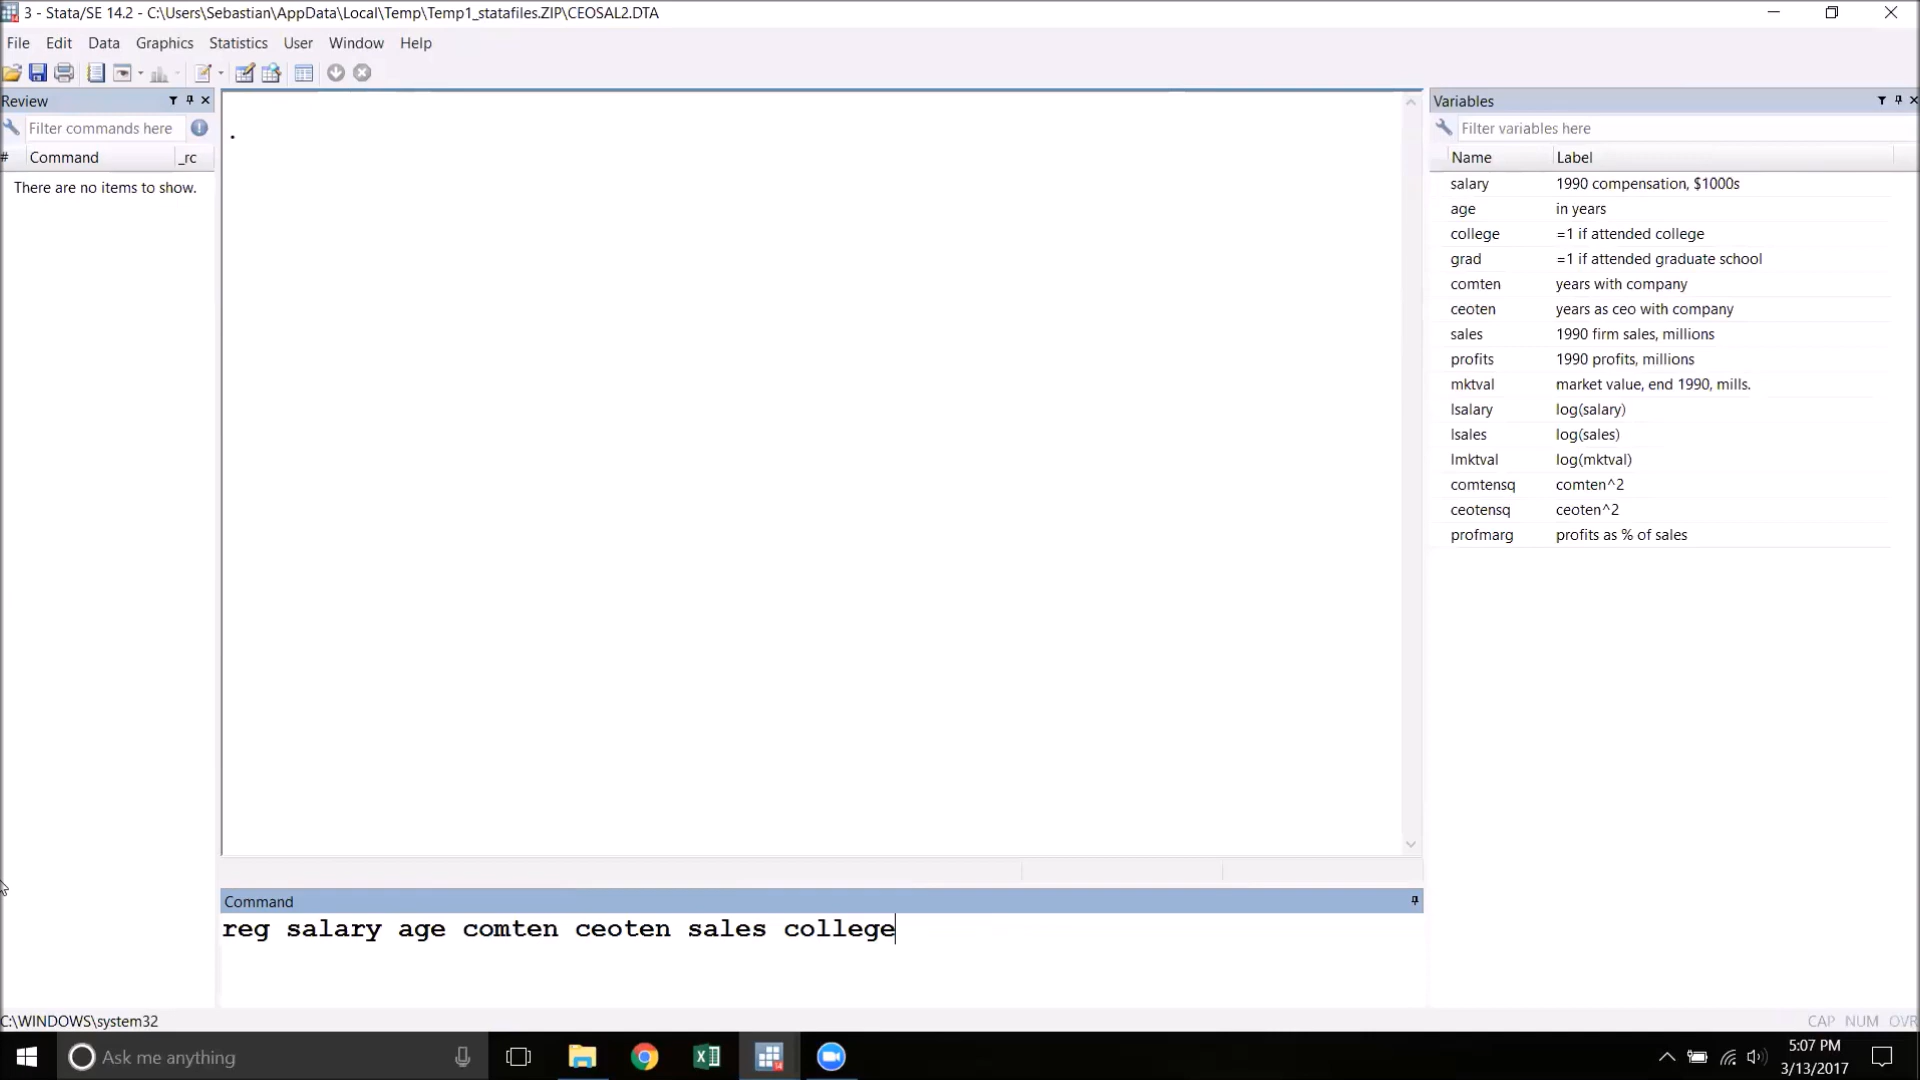 3 - Stata/SE 14.2 - C:\Users\Sebastian\AppData\Local\Temp\Temp1_statafiles.ZIP\CEOSAL2.DTA
File Edit Data Graphics Statistics User Window Help
Review
Filter commands here
# Command _rc
There are no items to show.
.
Variables
Filter variables here
Name Label
salary 1990 compensation, $1000s
age in years
college =1 if attended college
grad =1 if attended graduate school
comten years with company
ceoten years as ceo with company
sales 1990 firm sales, millions
profits 1990 profits, millions
mktval market value, end 1990, mills.
lsalary log(salary)
lsales log(sales)
lmktval log(mktval)
comtensq comten^2
ceotensq ceoten^2
profmarg profits as % of sales
Command
reg salary age comten ceoten sales college
C:\WINDOWS\system32
CAP NUM OVR
Ask me anything
5:07 PM
3/13/2017